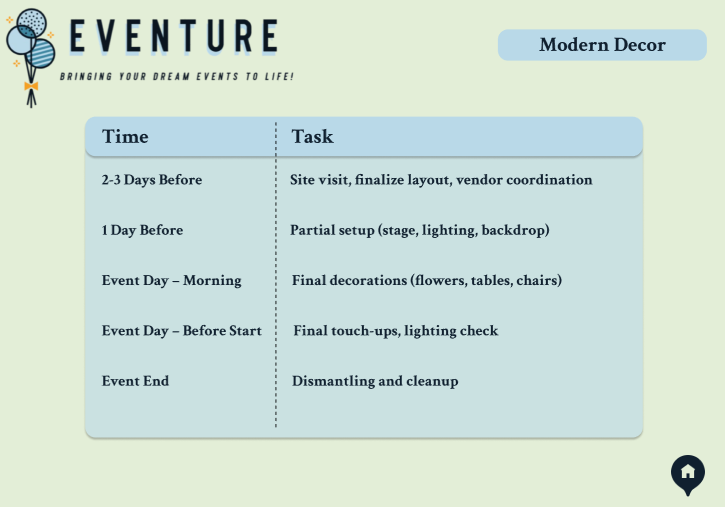 EVENTURE
BRINGING YOUR DREAM EVENTS TO LIFE!
Modern Decor
Time Task
2-3 Days Before Site visit, finalize layout, vendor coordination
1 Day Before Partial setup (stage, lighting, backdrop)
Event Day – Morning Final decorations (flowers, tables, chairs)
Event Day – Before Start Final touch-ups, lighting check
Event End Dismantling and cleanup